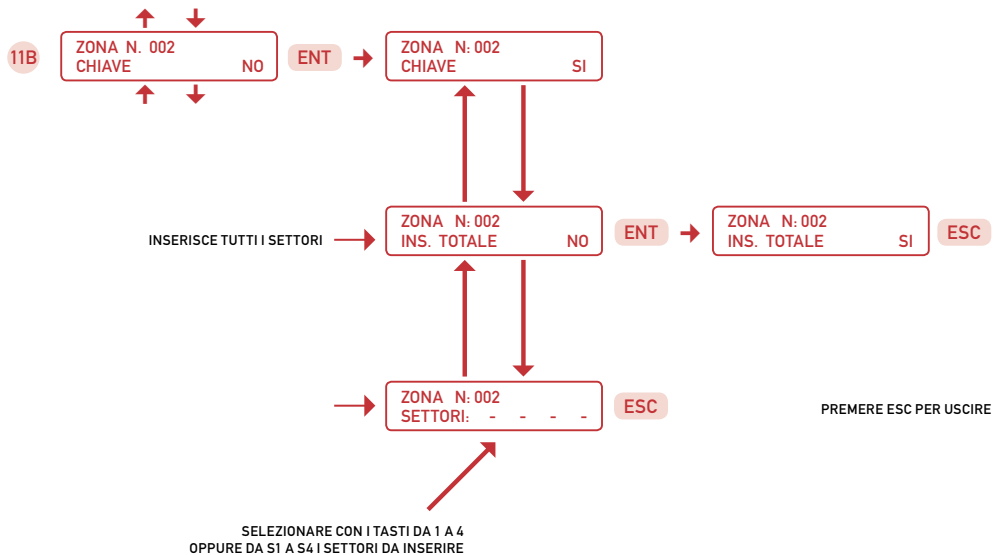 11B
ZONA N. 002
CHIAVE NO
ENT
ZONA N: 002
CHIAVE SI
INSERISCE TUTTI I SETTORI
ZONA N: 002
INS. TOTALE NO
ENT
ZONA N: 002
INS. TOTALE SI
ESC
ZONA N: 002
SETTORI: - - - -
ESC
PREMERE ESC PER USCIRE
SELEZIONARE CON I TASTI DA 1 A 4
OPPURE DA S1 A S4 I SETTORI DA INSERIRE